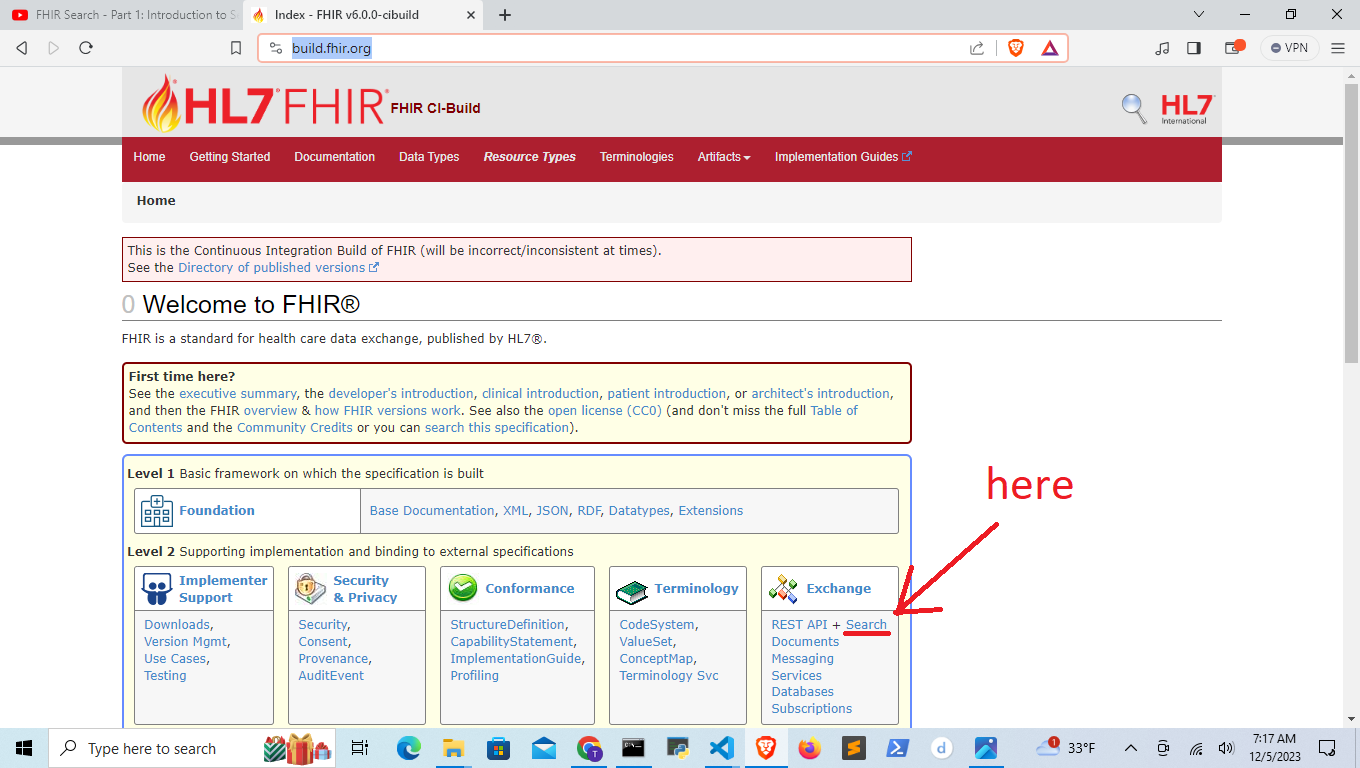 FHIR Search - Part 1: Introduction to S
Index - FHIR v6.0.0-cibuild
build.fhir.org
VPN
HL7 FHIR® FHIR CI-Build
HL7
International
Home Getting Started Documentation Data Types Resource Types Terminologies Artifacts Implementation Guides
Home
This is the Continuous Integration Build of FHIR (will be incorrect/inconsistent at times).
See the Directory of published versions
0 Welcome to FHIR®
FHIR is a standard for health care data exchange, published by HL7®.
First time here?
See the executive summary, the developer's introduction, clinical introduction, patient introduction, or architect's introduction,
and then the FHIR overview & how FHIR versions work. See also the open license (CC0) (and don't miss the full Table of
Contents and the Community Credits or you can search this specification).
Level 1 Basic framework on which the specification is built
Foundation
Base Documentation, XML, JSON, RDF, Datatypes, Extensions
here
Level 2 Supporting implementation and binding to external specifications
Implementer
Support
Downloads,
Version Mgmt,
Use Cases,
Testing
Security
& Privacy
Security,
Consent,
Provenance,
AuditEvent
Conformance
StructureDefinition,
CapabilityStatement,
ImplementationGuide,
Profiling
Terminology
CodeSystem,
ValueSet,
ConceptMap,
Terminology Svc
Exchange
REST API + Search
Documents
Messaging
Services
Databases
Subscriptions
Type here to search
T
d
1
33°F
7:17 AM
12/5/2023